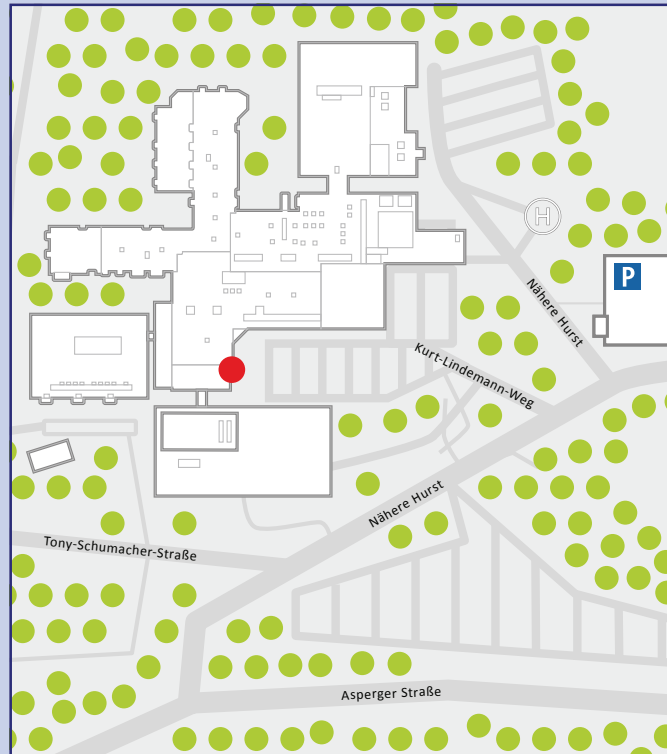 H
P
Nähere Hurst
Kurt-Lindemann-Weg
Nähere Hurst
Tony-Schumacher-Straße
Asperger Straße